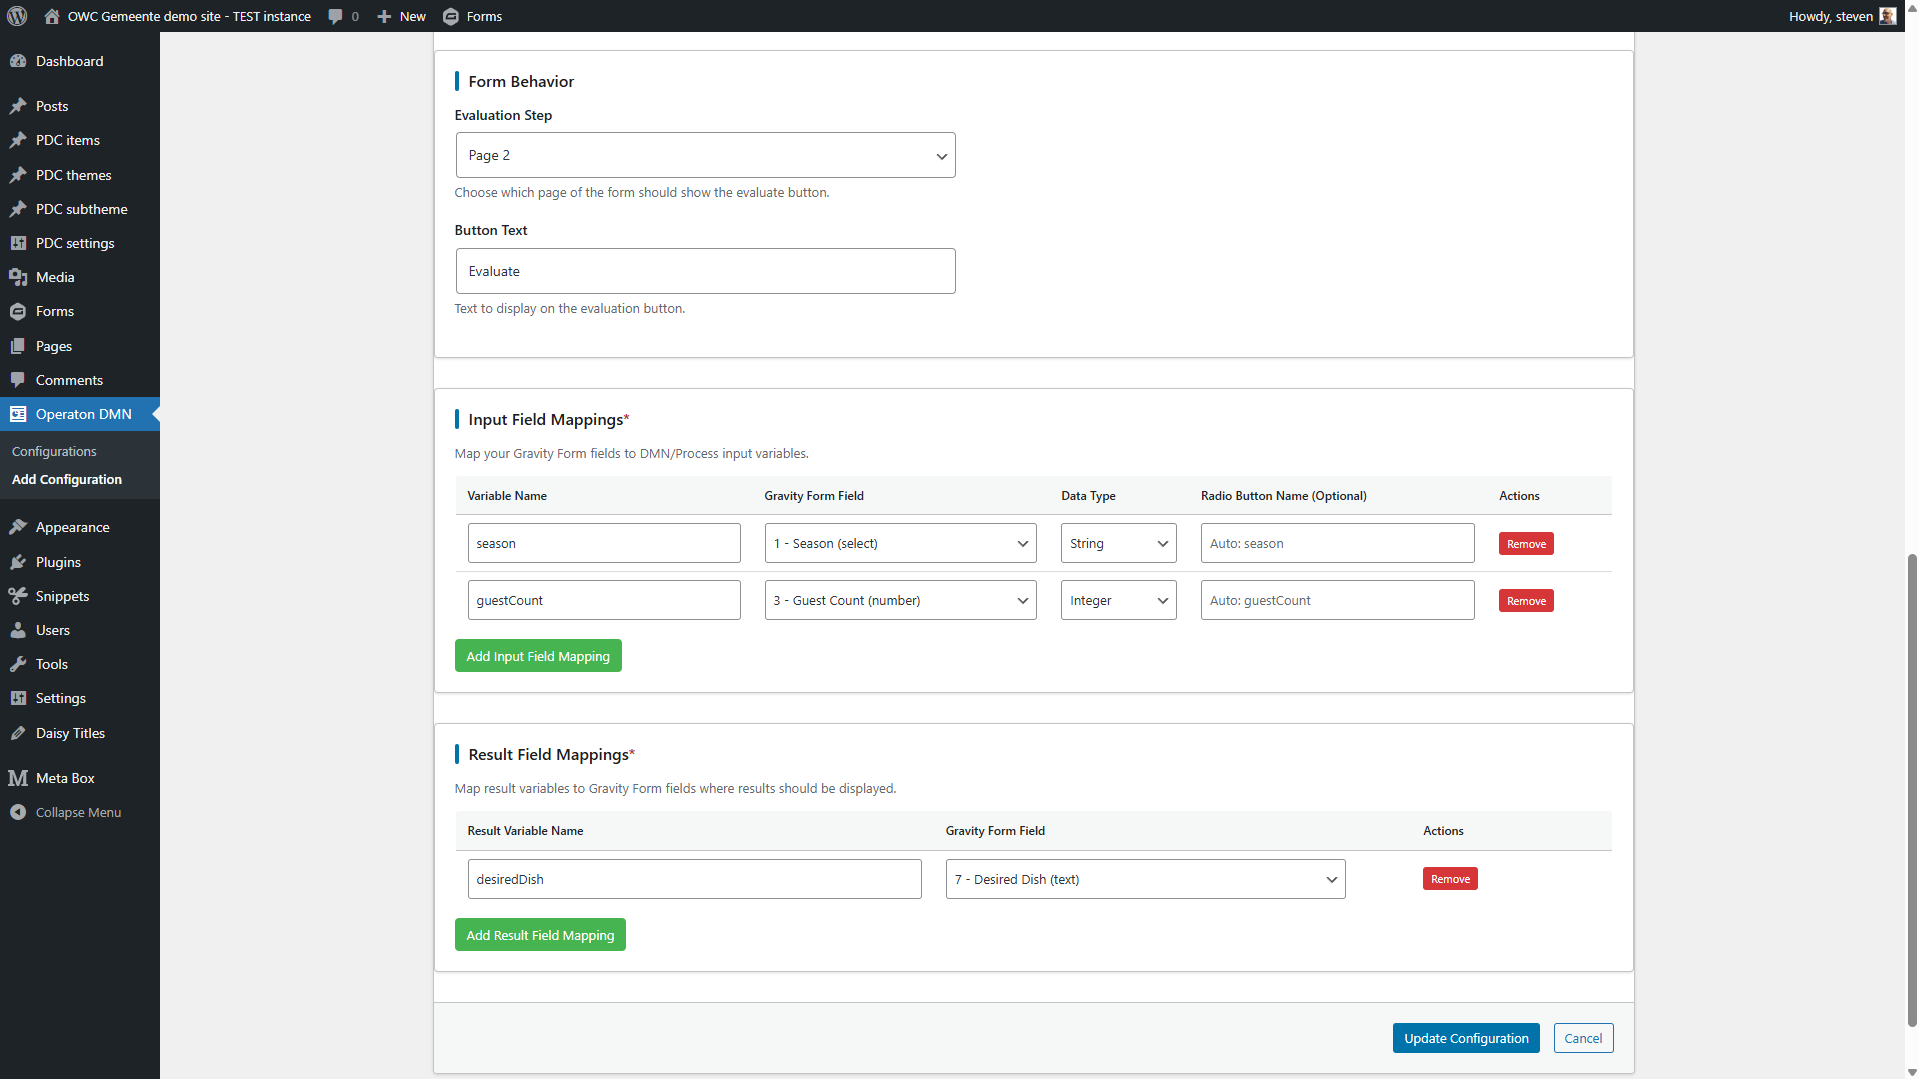 OWC Gemeente demo site - TEST instance 0 New Forms Howdy, steven
Dashboard
Posts
PDC items
PDC themes
PDC subtheme
PDC settings
Media
Forms
Pages
Comments
Operaton DMN
Configurations
Add Configuration
Appearance
Plugins
Snippets
Users
Tools
Settings
Daisy Titles
Meta Box
Collapse Menu
Form Behavior
Evaluation Step
Page 2
Choose which page of the form should show the evaluate button.
Button Text
Evaluate
Text to display on the evaluation button.
Input Field Mappings*
Map your Gravity Form fields to DMN/Process input variables.
Variable Name Gravity Form Field Data Type Radio Button Name (Optional) Actions
season 1 - Season (select) String Auto: season Remove
guestCount 3 - Guest Count (number) Integer Auto: guestCount Remove
Add Input Field Mapping
Result Field Mappings*
Map result variables to Gravity Form fields where results should be displayed.
Result Variable Name Gravity Form Field Actions
desiredDish 7 - Desired Dish (text) Remove
Add Result Field Mapping
Update Configuration Cancel